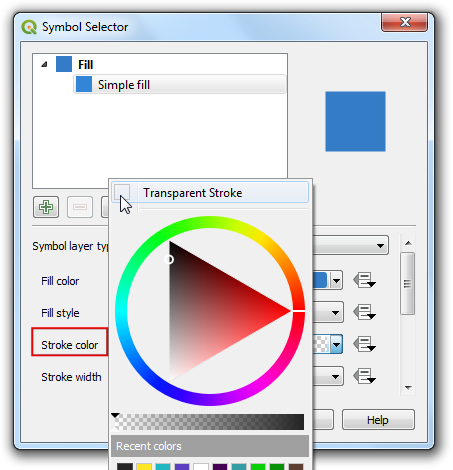 Symbol Selector
Fill
Simple fill
Transparent Stroke
Symbol layer typ
Fill color
Fill style
Stroke color
Stroke width
Help
Recent colors